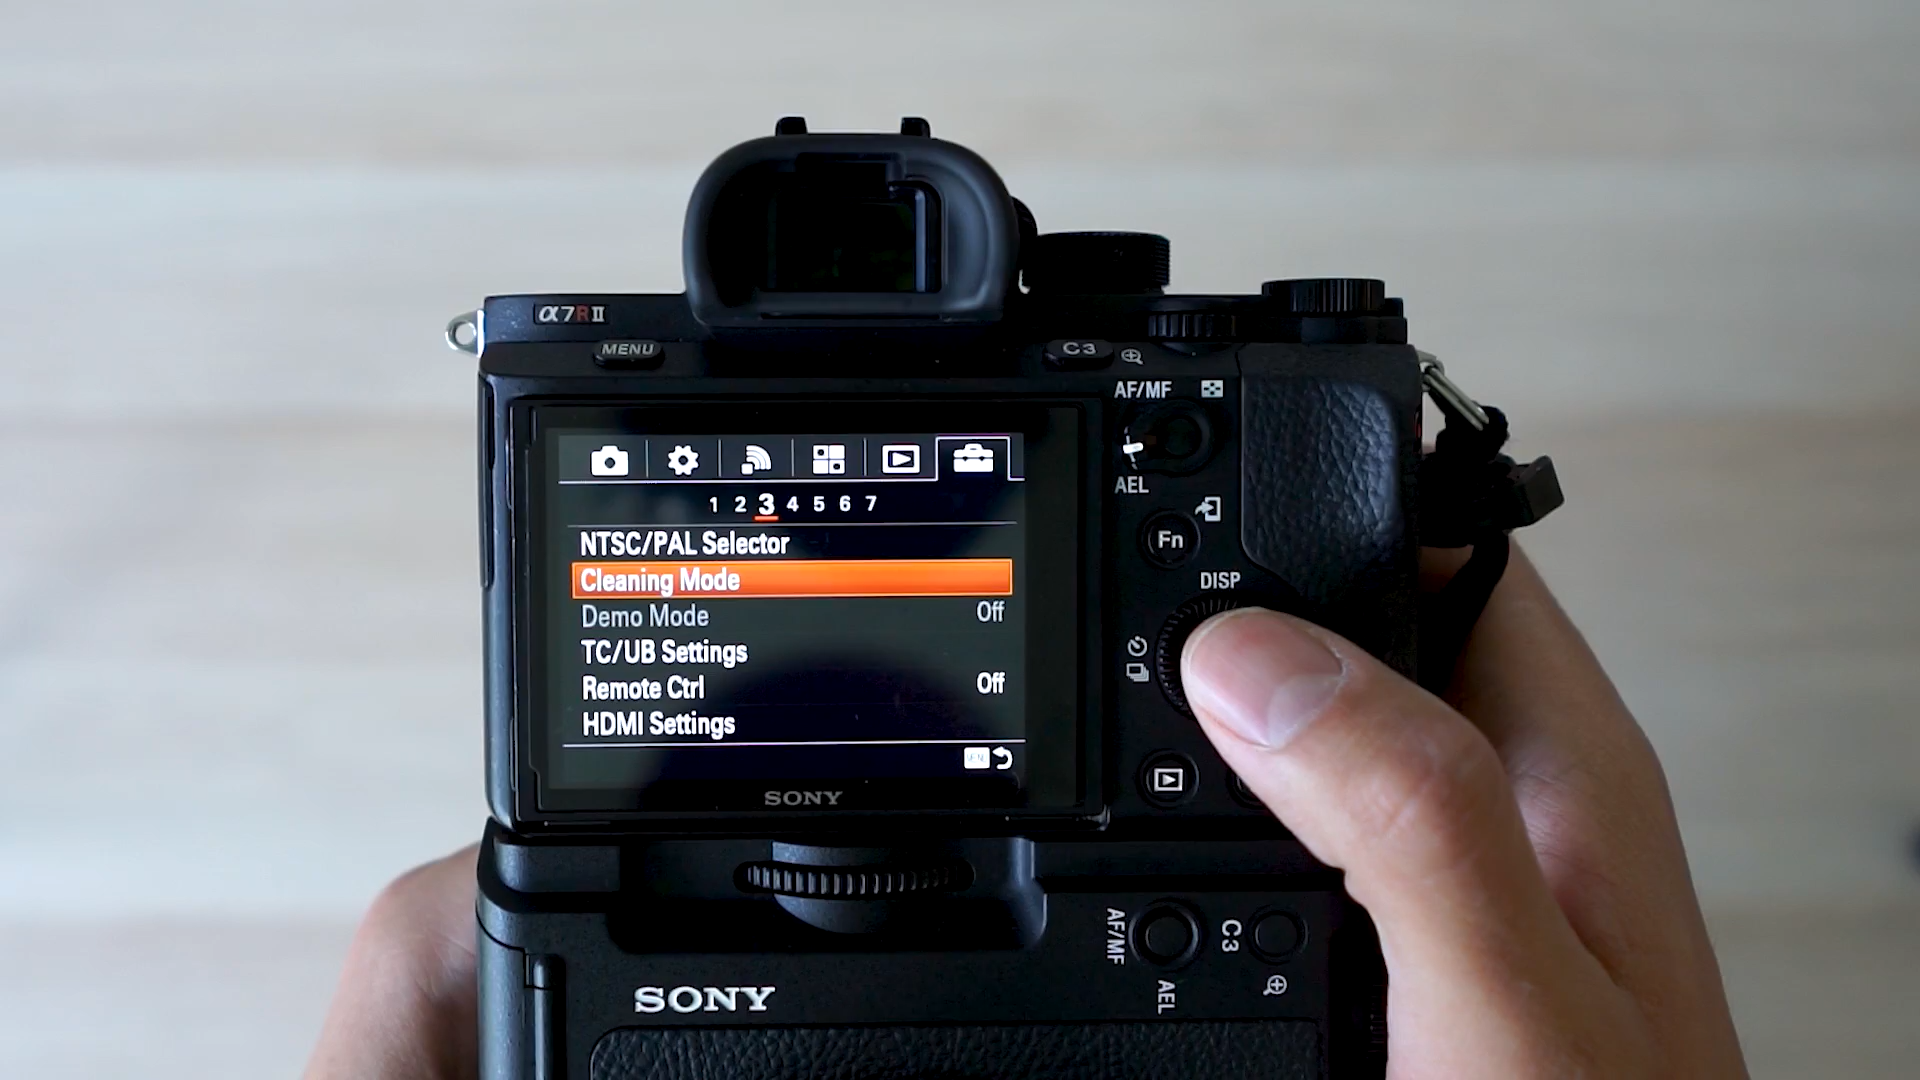 α7RII
MENU
C3
AF/MF
AEL
Fn
DISP
1 2 3 4 5 6 7
NTSC/PAL Selector
Cleaning Mode
Demo Mode Off
TC/UB Settings
Remote Ctrl Off
HDMI Settings
MENU
SONY
AF/MF
C3
AEL
SONY